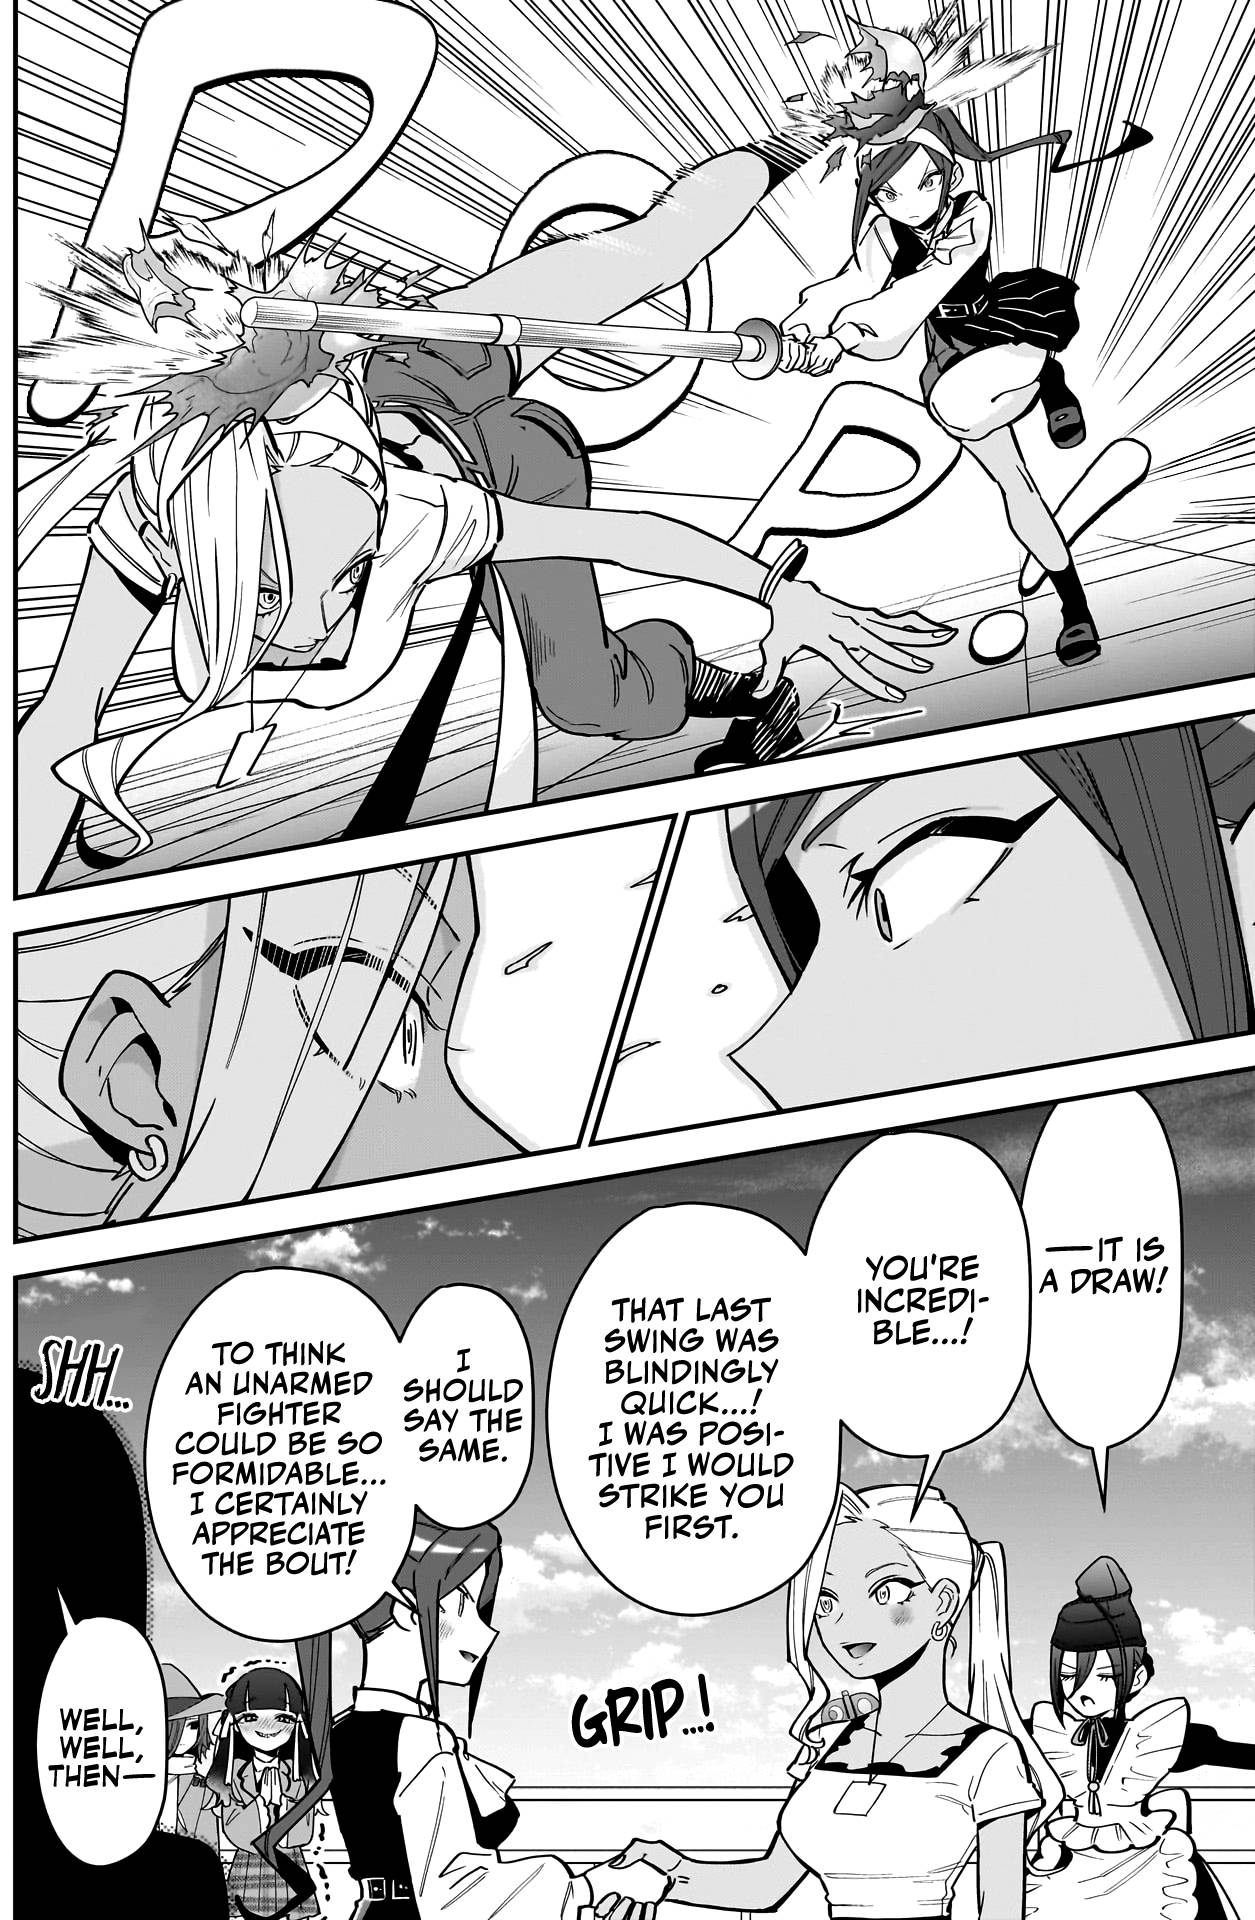 POP!
—IT IS
A DRAW!
YOU'RE
INCREDI-
BLE...!
THAT LAST
SWING WAS
BLINDINGLY
QUICK...!
I WAS POSI-
TIVE I WOULD
STRIKE YOU
FIRST.
I
SHOULD
SAY THE
SAME.
TO THINK
AN UNARMED
FIGHTER
COULD BE SO
FORMIDABLE...
I CERTAINLY
APPRECIATE
THE BOUT!
GRIP...!
SHH...
WELL,
WELL,
THEN—